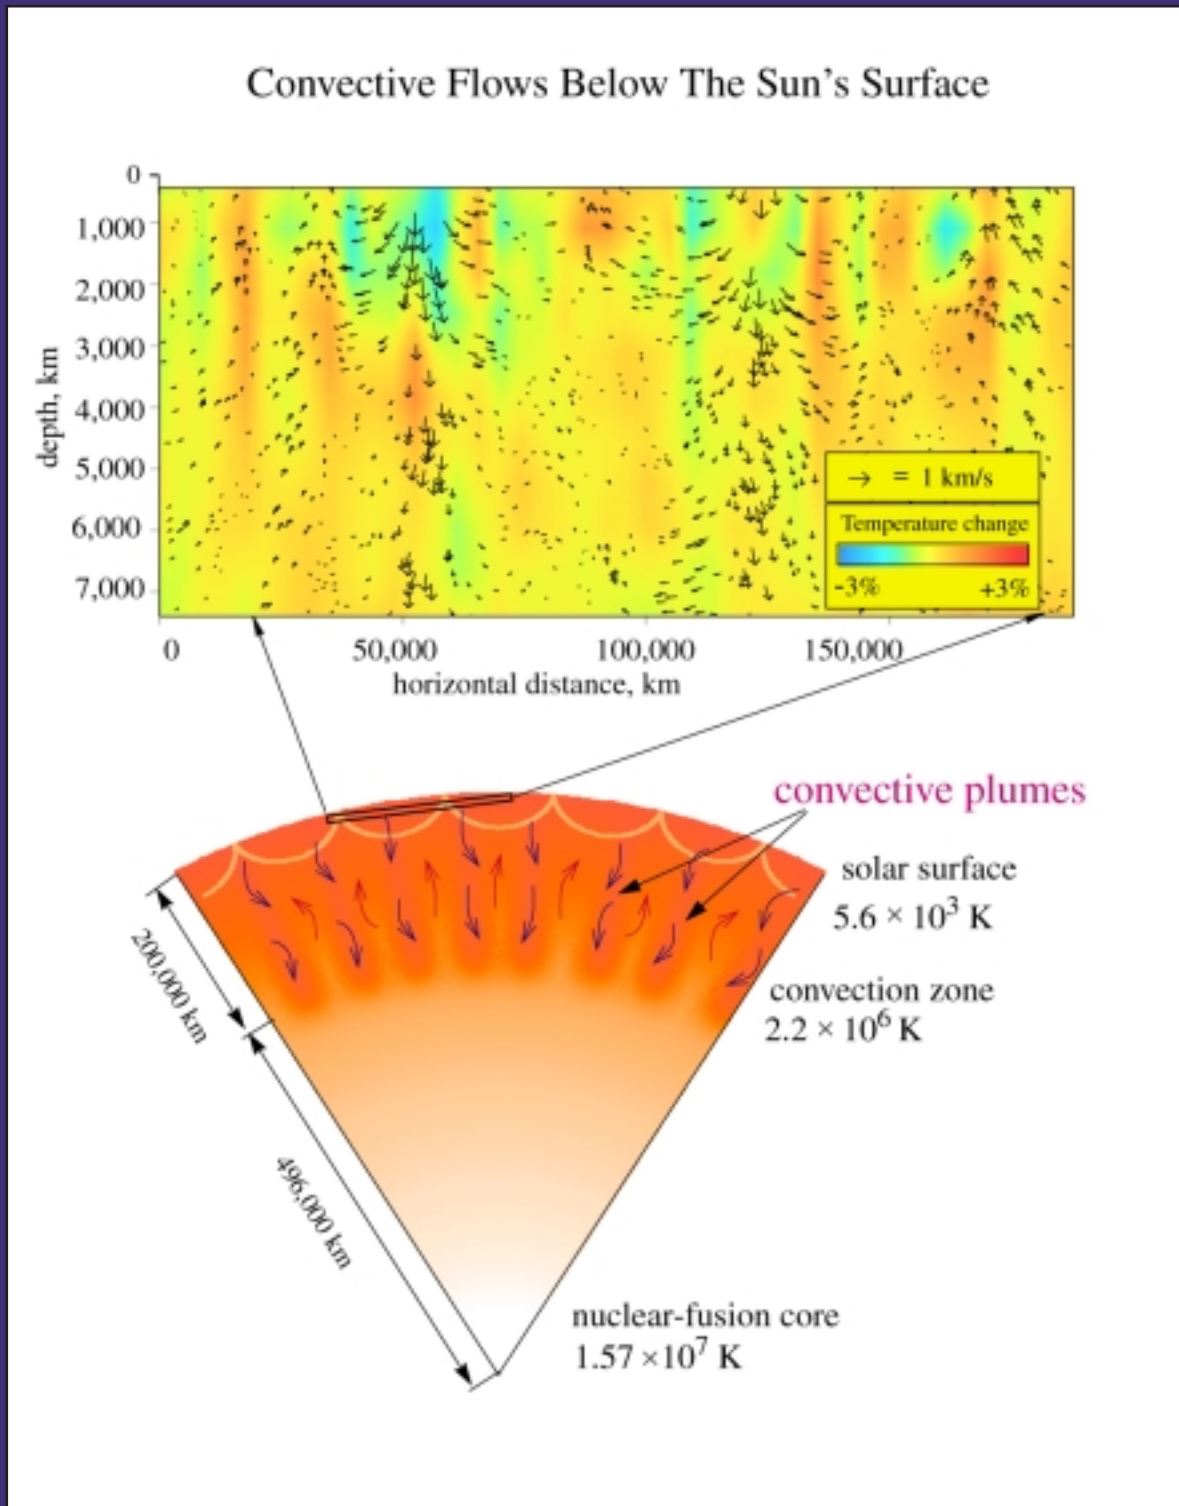 Convective Flows Below The Sun's Surface
0
1,000
2,000
3,000
4,000
5,000
6,000
7,000
depth, km
→ = 1 km/s
Temperature change
-3% +3%
0 50,000 100,000 150,000
horizontal distance, km
convective plumes
solar surface
5.6 × 10³ K
200,000 km
convection zone
2.2 × 10⁶ K
496,000 km
nuclear-fusion core
1.57 ×10⁷ K